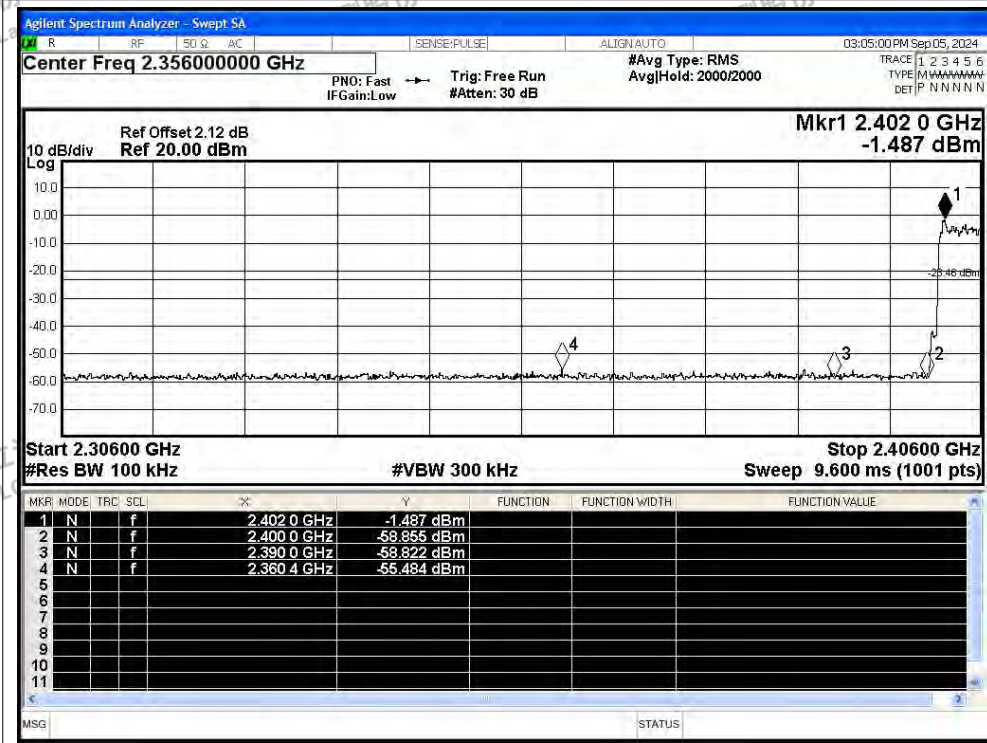 Agilent Spectrum Analyzer - Swept SA
LXI R RF 50 Ω AC SENSE:PULSE ALIGN AUTO 03:05:00 PM Sep 05, 2024
Center Freq 2.356000000 GHz #Avg Type: RMS TRACE 1 2 3 4 5 6
PNO: Fast Trig: Free Run Avg|Hold: 2000/2000 TYPE M W W W W W
IFGain:Low #Atten: 30 dB DET P N N N N N
Mkr1 2.402 0 GHz
Ref Offset 2.12 dB
10 dB/div Ref 20.00 dBm -1.487 dBm
Log
10.0
0.00
-10.0
-20.0
-30.0
-40.0
-50.0
-60.0
-70.0
1
-23.46 dBm
4
3
2
Start 2.30600 GHz Stop 2.40600 GHz
#Res BW 100 kHz #VBW 300 kHz Sweep 9.600 ms (1001 pts)
MKR MODE TRC SCL X Y FUNCTION FUNCTION WIDTH FUNCTION VALUE
1 N f 2.402 0 GHz -1.487 dBm
2 N f 2.400 0 GHz -58.855 dBm
3 N f 2.390 0 GHz -58.822 dBm
4 N f 2.360 4 GHz -55.484 dBm
5
6
7
8
9
10
11
MSG STATUS